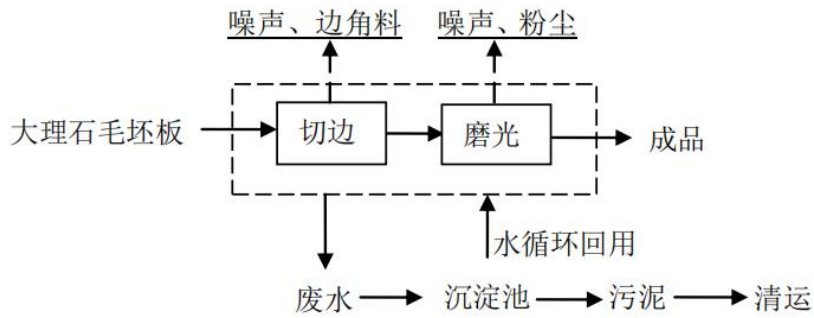 噪声、边角料 噪声、粉尘
大理石毛坯板 切边 磨光 成品
水循环回用
废水 沉淀池 污泥 清运